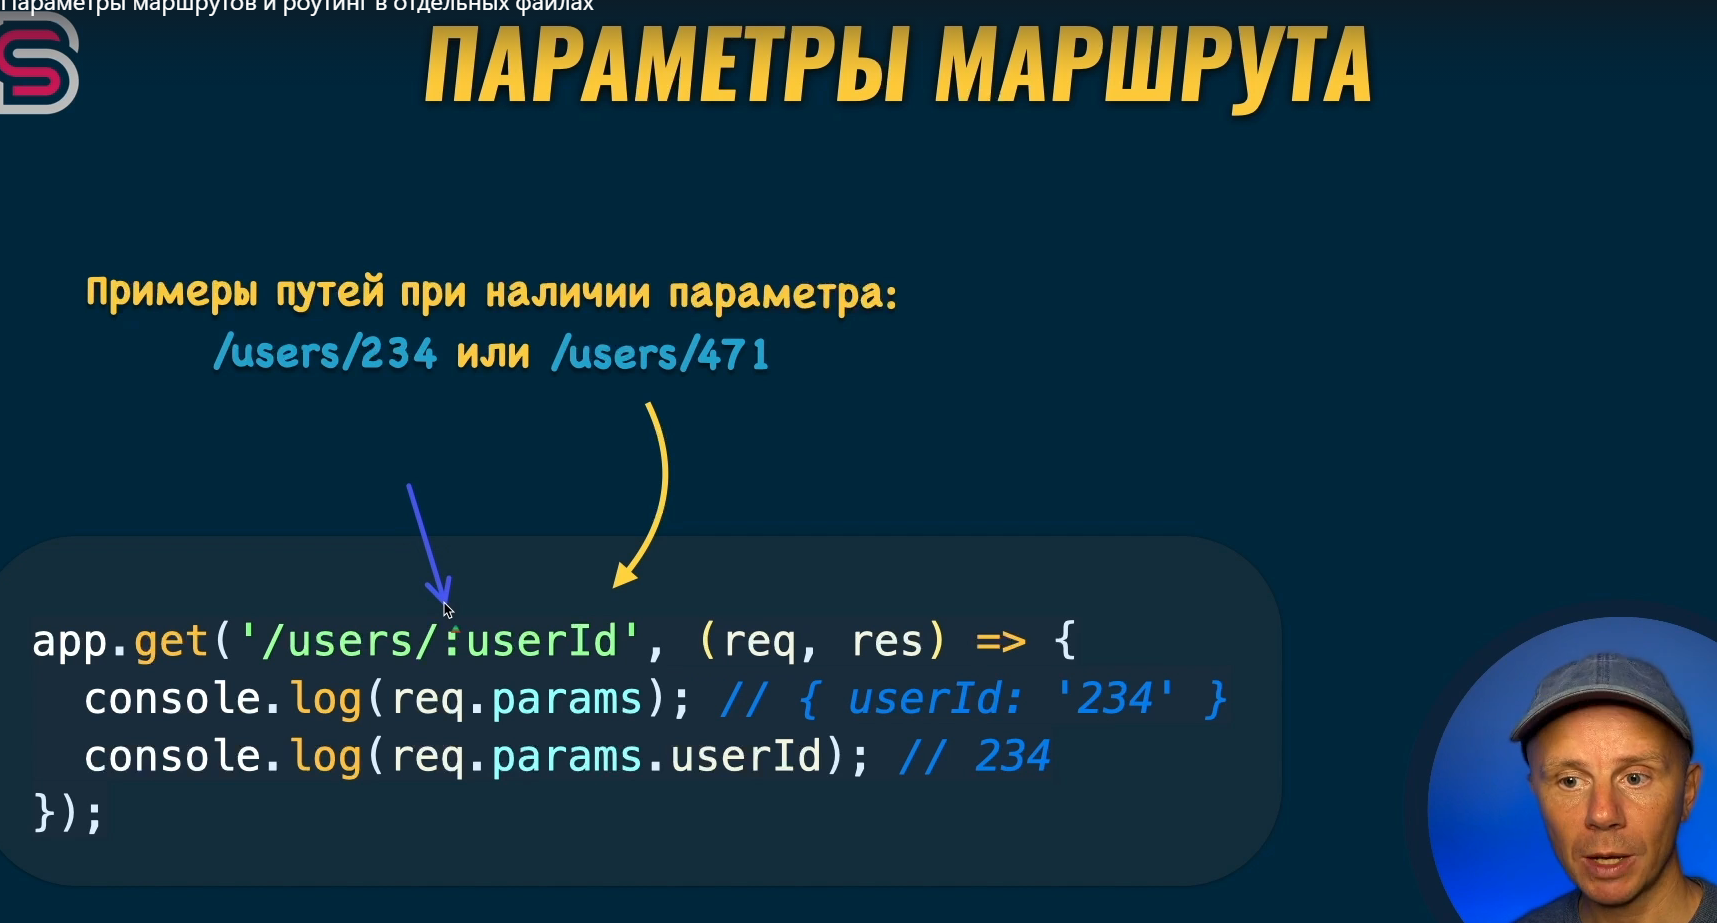 Параметры маршрутов и роутинг в отдельных файлах
ПАРАМЕТРЫ МАРШРУТА
Примеры путей при наличии параметра:
/users/234 или /users/471
app.get('/users/:userId', (req, res) => {
console.log(req.params); // { userId: '234' }
console.log(req.params.userId); // 234
});